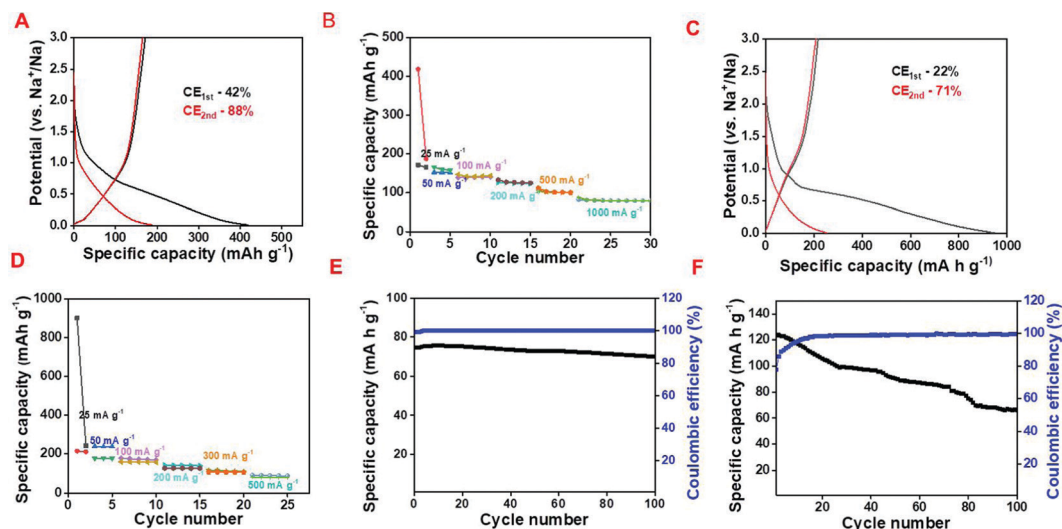 A
Potential (vs. Na⁺/Na)
3.0
2.5
2.0
1.5
1.0
0.5
0.0
CE1st - 42%
CE2nd - 88%
0 100 200 300 400 500
Specific capacity (mAh g⁻¹)
B
Specific capacity (mAh g⁻¹)
500
400
300
200
100
0
25 mA g⁻¹
50 mA g⁻¹
100 mA g⁻¹
200 mA g⁻¹
500 mA g⁻¹
1000 mA g⁻¹
0 5 10 15 20 25 30
Cycle number
C
Potential (vs. Na⁺/Na)
3.0
2.5
2.0
1.5
1.0
0.5
0.0
CE1st - 22%
CE2nd - 71%
0 200 400 600 800 1000
Specific capacity (mA h g⁻¹)
D
Specific capacity (mAh g⁻¹)
1000
800
600
400
200
0
25 mA g⁻¹
50 mA g⁻¹
100 mA g⁻¹
200 mA g⁻¹
300 mA g⁻¹
500 mA g⁻¹
0 5 10 15 20 25
Cycle number
E
Specific capacity (mA h g⁻¹)
100
80
60
40
20
0 20 40 60 80 100
Cycle number
120
100
80
60
40
20
Coulombic efficiency (%)
F
Specific capacity (mA h g⁻¹)
140
120
100
80
60
40
20
20 40 60 80 100
Cycle number
120
100
80
60
40
20
0
Coulombic efficiency (%)